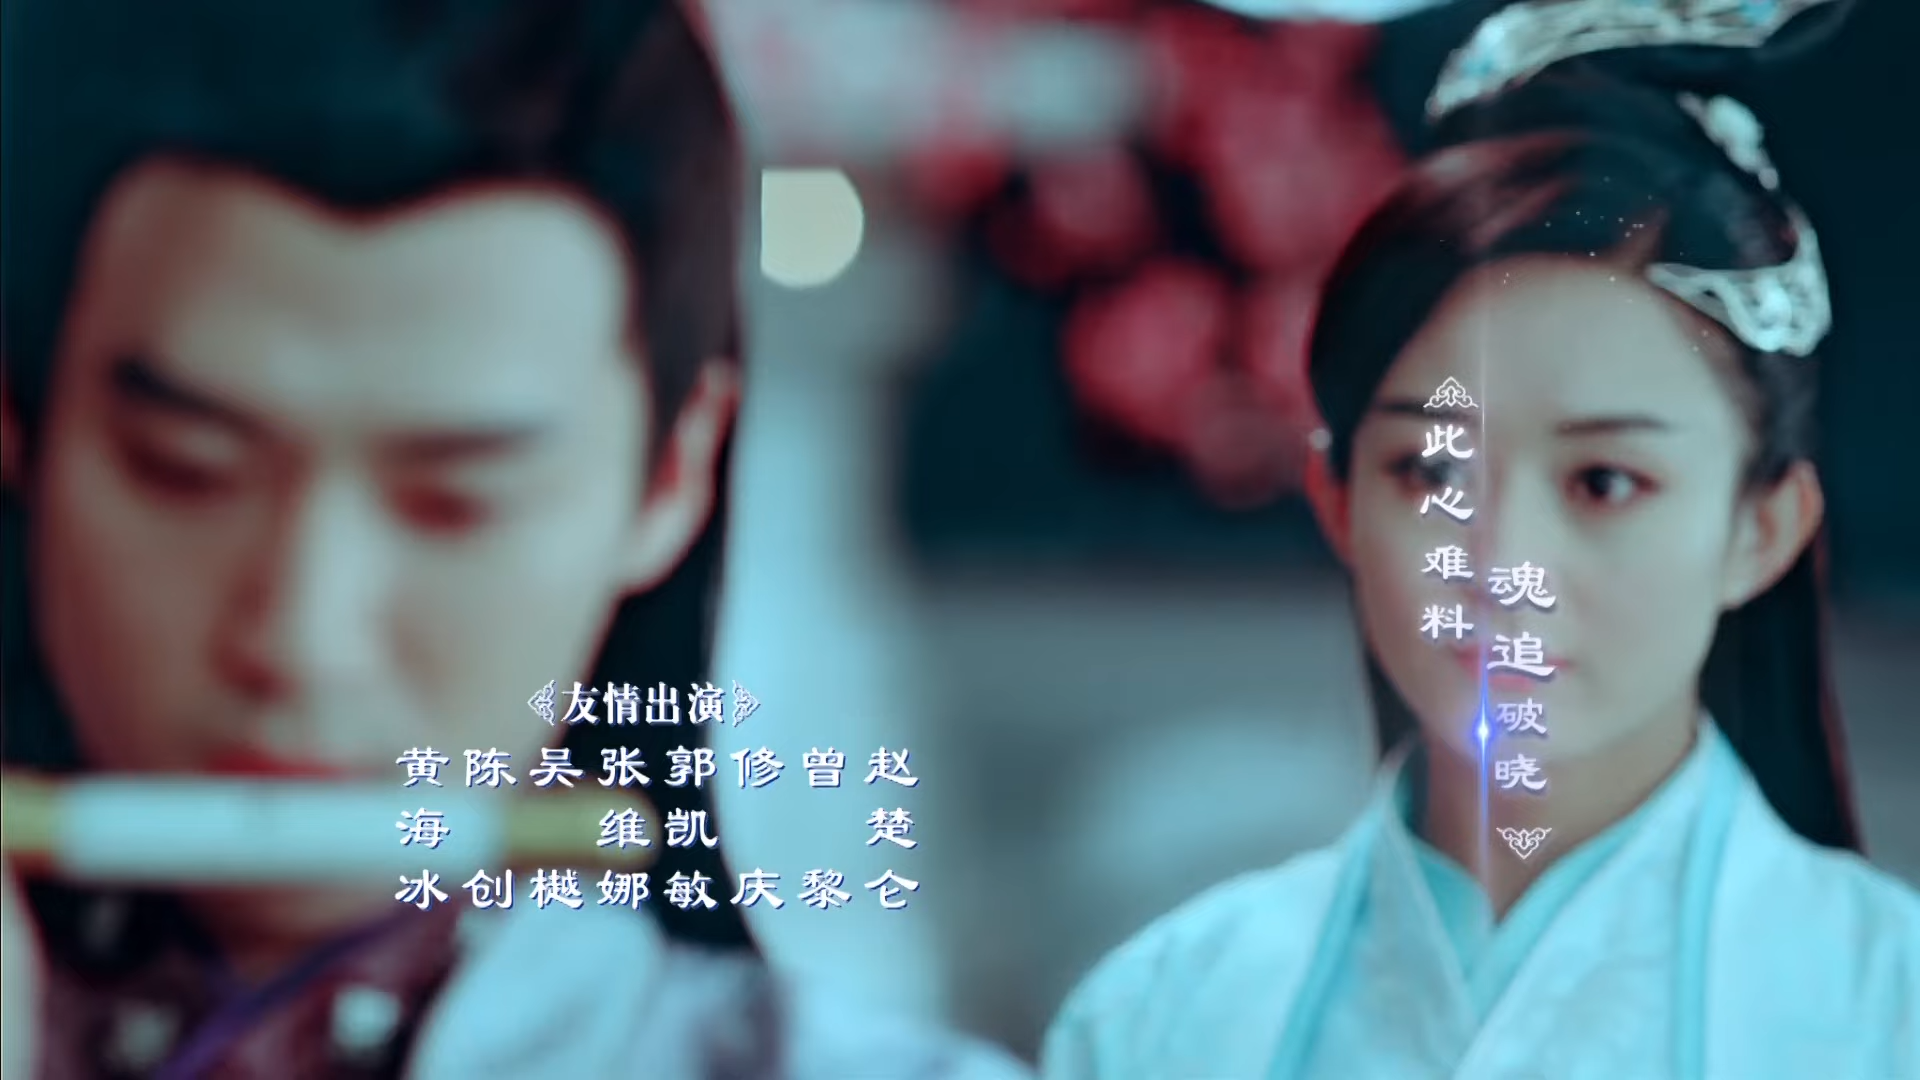 友情出演
黄海冰
陈创
吴樾
张维娜
郭凯敏
修庆
曾黎
赵楚仑
此心难料
魂追破晓